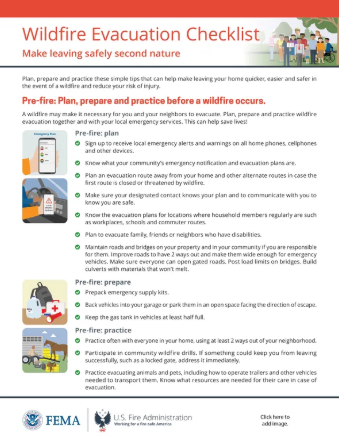 Wildfire Evacuation Checklist
Make leaving safely second nature
Plan, prepare and practice these simple tips that can help make leaving your home quicker, easier and safer in
the event of a wildfire and reduce your risk of injury.
Pre-fire: Plan, prepare and practice before a wildfire occurs.
A wildfire may make it necessary for you and your neighbors to evacuate. Plan, prepare and practice wildfire
evacuation together and with your local emergency services. This can help save lives!
Pre-fire: plan
Sign up to receive local emergency alerts and warnings on all home phones, cellphones
and other devices.
Know what your community's emergency notification and evacuation plans are.
Plan an evacuation route away from your home and other alternate routes in case the
first route is closed or threatened by wildfire.
Make sure your designated contact knows your plan and to communicate with you to
know you are safe.
Know the evacuation plans for locations where household members regularly are such
as workplaces, schools and commuter routes.
Plan to evacuate family, friends or neighbors who have disabilities.
Maintain roads and bridges on your property and in your community if you are responsible
for them. Improve roads to have 2 ways out and make them wide enough for emergency
vehicles. Make sure everyone can open gated roads. Post load limits on bridges. Build
culverts with materials that won't melt.
Pre-fire: prepare
Prepack emergency supply kits.
Back vehicles into your garage or park them in an open space facing the direction of escape.
Keep the gas tank in vehicles at least half full.
Pre-fire: practice
Practice often with everyone in your home, using at least 2 ways out of your neighborhood.
Participate in community wildfire drills. If something could keep you from leaving
successfully, such as a locked gate, address it immediately.
Practice evacuating animals and pets, including how to operate trailers and other vehicles
needed to transport them. Know what resources are needed for their care in case of
evacuation.
FEMA
U.S. Fire Administration
Working for a fire-safe America
Click here to
add image.